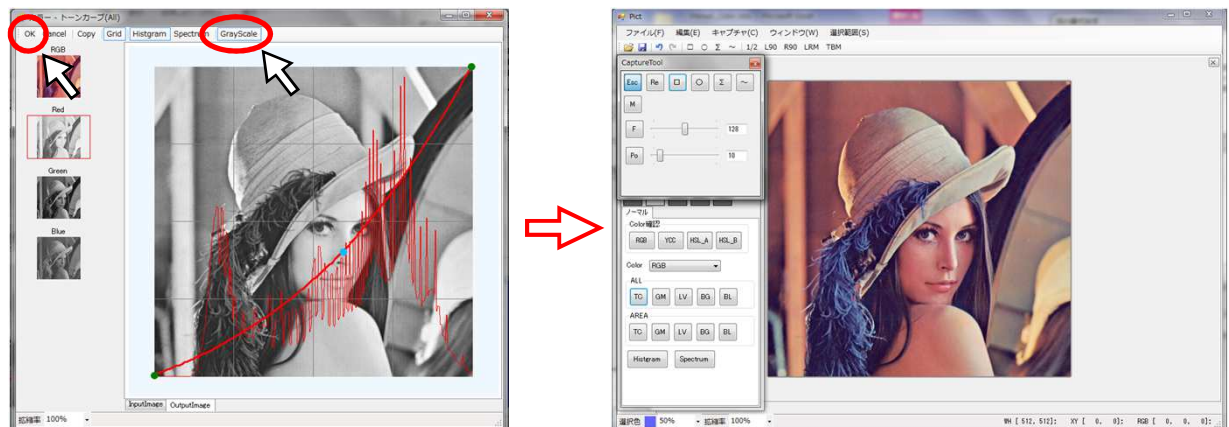 カラー - トーンカーブ(All)
OK Cancel Copy Grid Histgram Spectrum GrayScale
RGB
Red
Green
Blue
InputImage OutputImage
拡縮率 100%
Pict
ファイル(F) 編集(E) キャプチャ(C) ウィンドウ(W) 選択範囲(S)
1/2 L90 R90 LRM TBM
CaptureTool
Esc Re □ ○ Σ ～
M
F 128
Po 10
ノーマル
Color確認
RGB YCC HSL_A HSL_B
Color RGB
ALL
TC GM LV BG BL
AREA
TC GM LV BG BL
Histgram Spectrum
選択色 50% 拡縮率 100% WH [ 512, 512]: XY [ 0, 0]: RGB [ 0, 0, 0]: